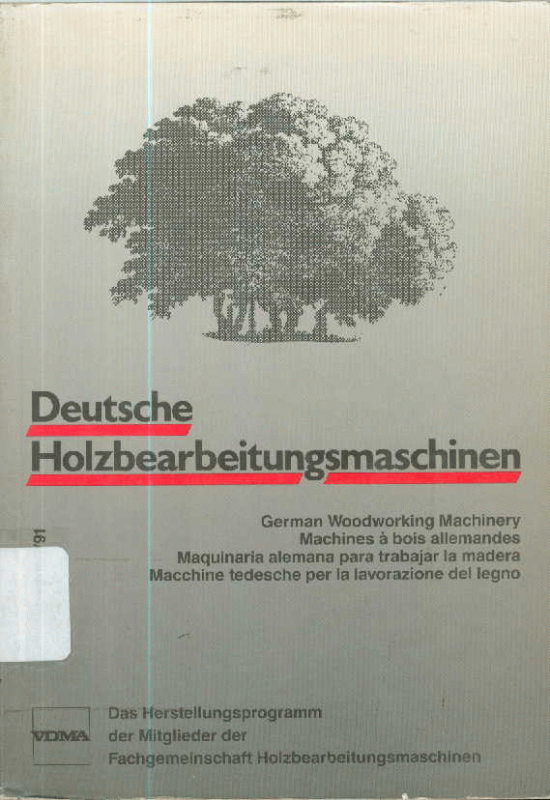 Deutsche
Holzbearbeitungsmaschinen
German Woodworking Machinery
Machines à bois allemandes
Maquinaria alemana para trabajar la madera
Macchine tedesche per la lavorazione del legno
/91
VDMA
Das Herstellungsprogramm
der Mitglieder der
Fachgemeinschaft Holzbearbeitungsmaschinen